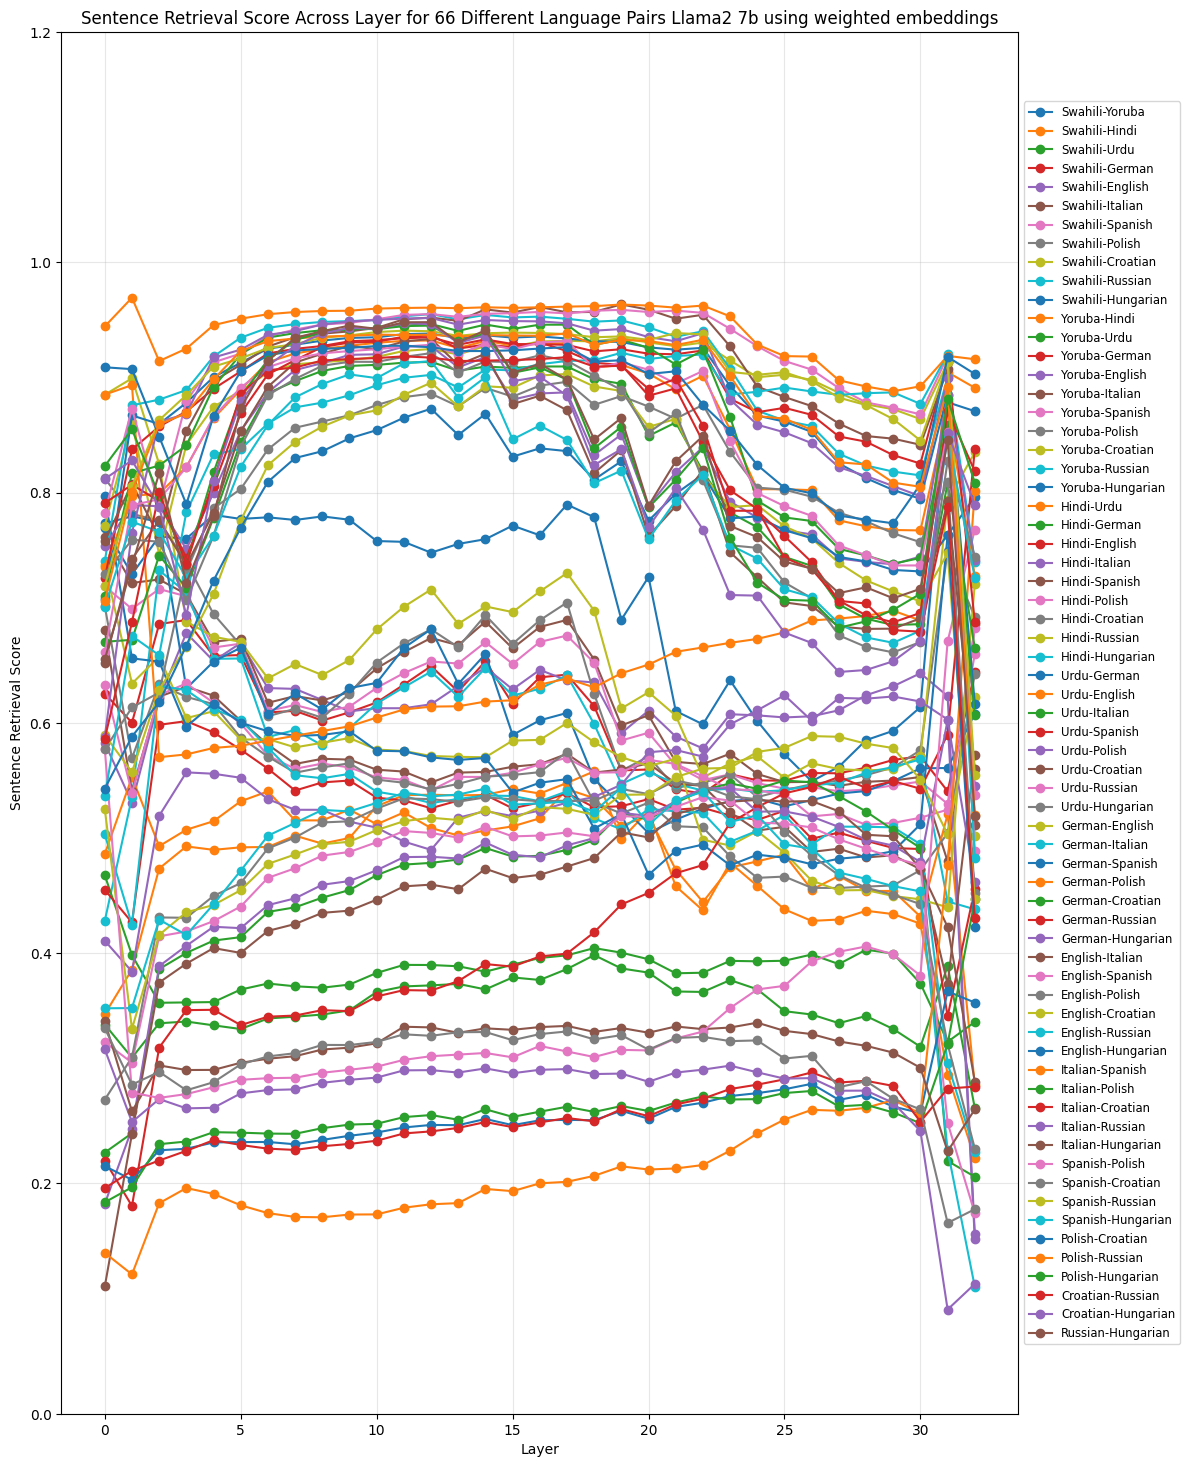 Sentence Retrieval Score Across Layer for 66 Different Language Pairs Llama2 7b using weighted embeddings
Sentence Retrieval Score
1.2
1.0
0.8
0.6
0.4
0.2
0.0
0 5 10 15 20 25 30
Layer
Swahili-Yoruba
Swahili-Hindi
Swahili-Urdu
Swahili-German
Swahili-English
Swahili-Italian
Swahili-Spanish
Swahili-Polish
Swahili-Croatian
Swahili-Russian
Swahili-Hungarian
Yoruba-Hindi
Yoruba-Urdu
Yoruba-German
Yoruba-English
Yoruba-Italian
Yoruba-Spanish
Yoruba-Polish
Yoruba-Croatian
Yoruba-Russian
Yoruba-Hungarian
Hindi-Urdu
Hindi-German
Hindi-English
Hindi-Italian
Hindi-Spanish
Hindi-Polish
Hindi-Croatian
Hindi-Russian
Hindi-Hungarian
Urdu-German
Urdu-English
Urdu-Italian
Urdu-Spanish
Urdu-Polish
Urdu-Croatian
Urdu-Russian
Urdu-Hungarian
German-English
German-Italian
German-Spanish
German-Polish
German-Croatian
German-Russian
German-Hungarian
English-Italian
English-Spanish
English-Polish
English-Croatian
English-Russian
English-Hungarian
Italian-Spanish
Italian-Polish
Italian-Croatian
Italian-Russian
Italian-Hungarian
Spanish-Polish
Spanish-Croatian
Spanish-Russian
Spanish-Hungarian
Polish-Croatian
Polish-Russian
Polish-Hungarian
Croatian-Russian
Croatian-Hungarian
Russian-Hungarian